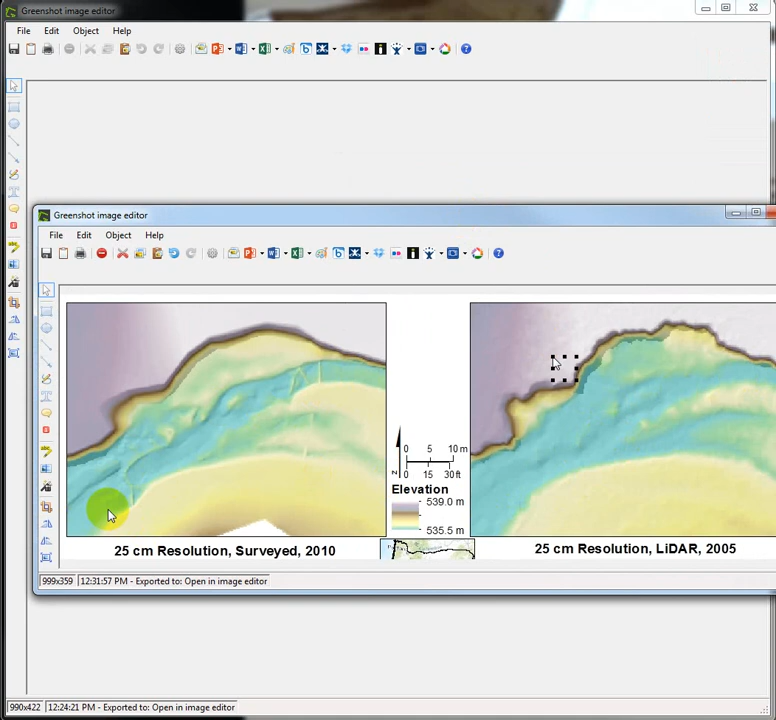 Greenshot image editor
File Edit Object Help
Greenshot image editor
File Edit Object Help
N
0 5 10 m
0 15 30 ft
Elevation
539.0 m
535.5 m
25 cm Resolution, Surveyed, 2010
25 cm Resolution, LiDAR, 2005
999x359 12:31:57 PM - Exported to: Open in image editor
990x422 12:24:21 PM - Exported to: Open in image editor